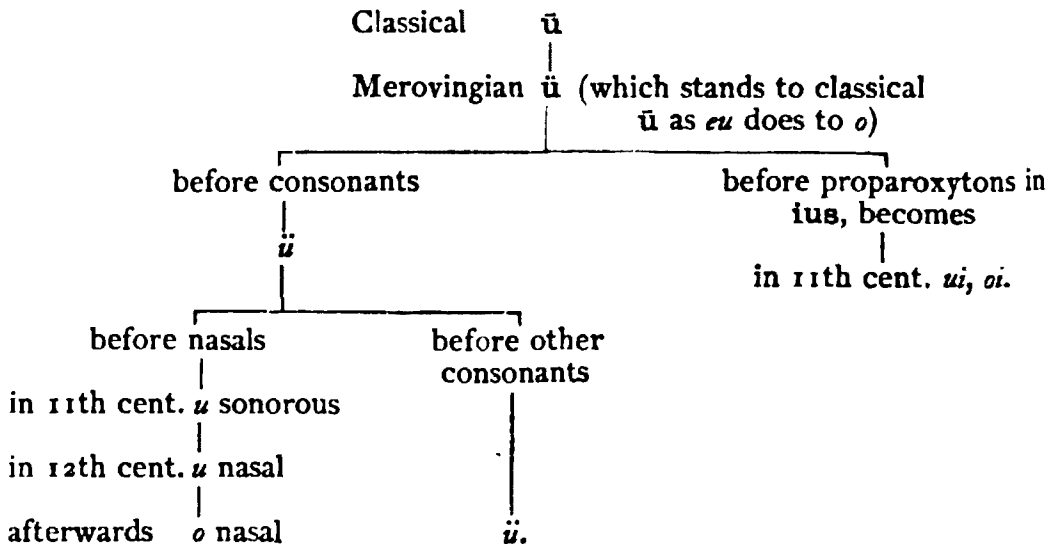 Classical ū
Merovingian ü (which stands to classical
ū as eu does to o)
before consonants
before proparoxytons in
ius, becomes
ü
in 11th cent. ui, oi.
before nasals
before other
consonants
in 11th cent. u sonorous
in 12th cent. u nasal
afterwards o nasal
ü.